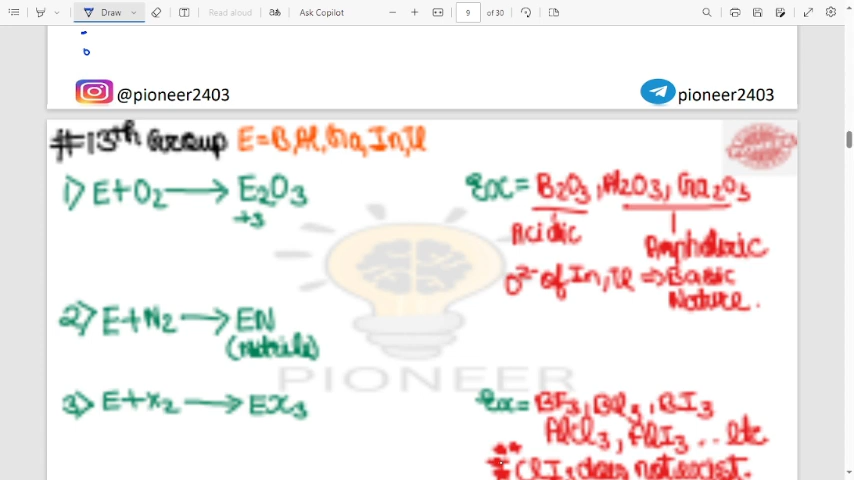 Draw Read aloud Ask Copilot 9 of 30
@pioneer2403 pioneer2403
#13th Group E=B,Al,Ga,In,Tl
PIONEER
1) E+O2 → E2O3
+3
Ex= B2O3, Al2O3, Ga2O3
Acidic Amphoteric
O2- of In, Tl ⇒ Basic
Nature.
2) E+N2 → EN
(Nitride)
PIONEER
3) E+X2 → EX3
Ex= BF3, BCl3, BI3
AlCl3, AlI3 .. etc
** TlI3 does not exist.